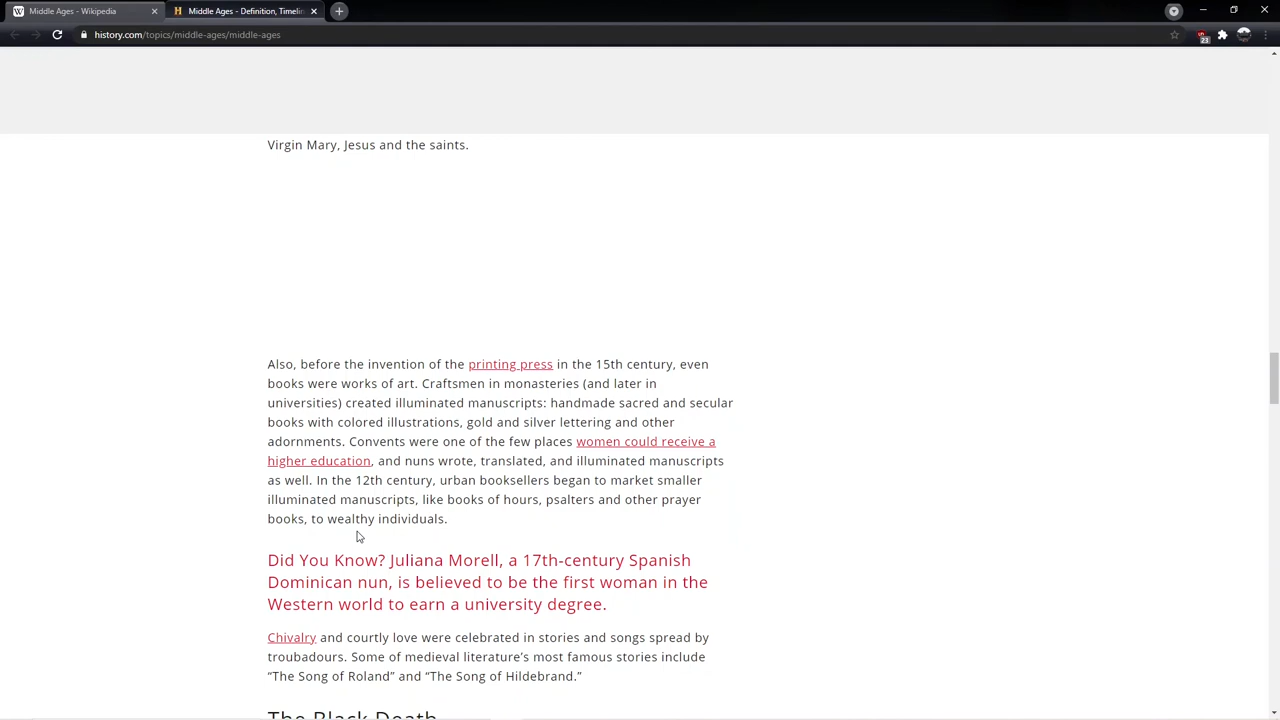 Middle Ages - Wikipedia
Middle Ages - Definition, Timelin
history.com/topics/middle-ages/middle-ages
23
Virgin Mary, Jesus and the saints.
Also, before the invention of the printing press in the 15th century, even
books were works of art. Craftsmen in monasteries (and later in
universities) created illuminated manuscripts: handmade sacred and secular
books with colored illustrations, gold and silver lettering and other
adornments. Convents were one of the few places women could receive a
higher education, and nuns wrote, translated, and illuminated manuscripts
as well. In the 12th century, urban booksellers began to market smaller
illuminated manuscripts, like books of hours, psalters and other prayer
books, to wealthy individuals.
Did You Know? Juliana Morell, a 17th-century Spanish
Dominican nun, is believed to be the first woman in the
Western world to earn a university degree.
Chivalry and courtly love were celebrated in stories and songs spread by
troubadours. Some of medieval literature’s most famous stories include
“The Song of Roland” and “The Song of Hildebrand.”
The Black Death